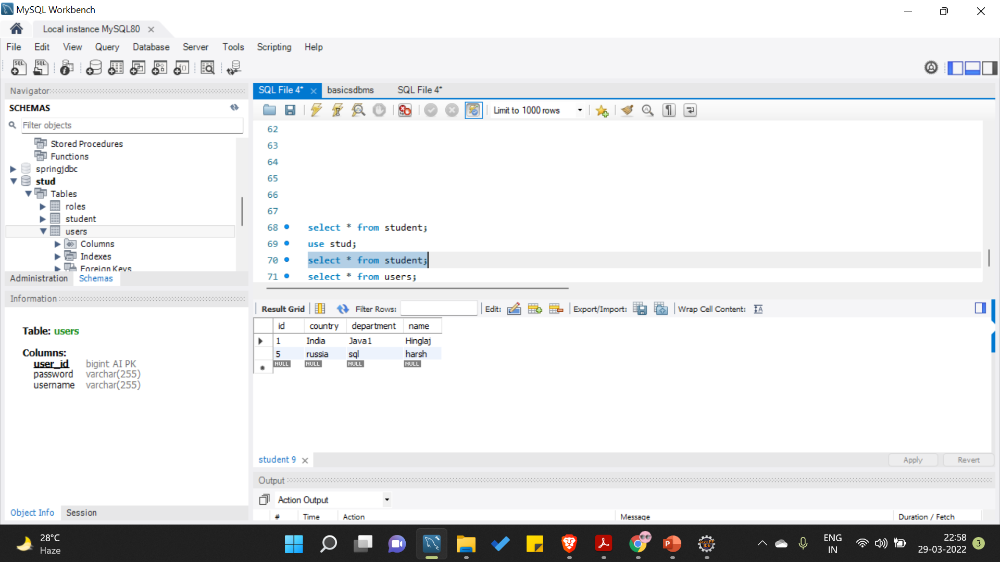 MySQL Workbench
Local instance MySQL80
File Edit View Query Database Server Tools Scripting Help
Navigator
SCHEMAS
Filter objects
Stored Procedures
Functions
springjdbc
stud
Tables
roles
student
users
Columns
Indexes
Foreign Keys
Administration Schemas
Information
Table: users
Columns:
user_id bigint AI PK
password varchar(255)
username varchar(255)
Object Info Session
SQL File 4* basicsdbms SQL File 4*
Limit to 1000 rows
62
63
64
65
66
67
68 select * from student;
69 use stud;
70 select * from student;
71 select * from users;
Result Grid Filter Rows: Edit: Export/Import: Wrap Cell Content: IA
id country department name
1 India Java1 Hinglaj
5 russia sql harsh
NULL NULL NULL NULL
student 9
Apply Revert
Output
Action Output
# Time Action Message Duration / Fetch
28°C
Haze
ENG
IN
22:58
29-03-2022
3